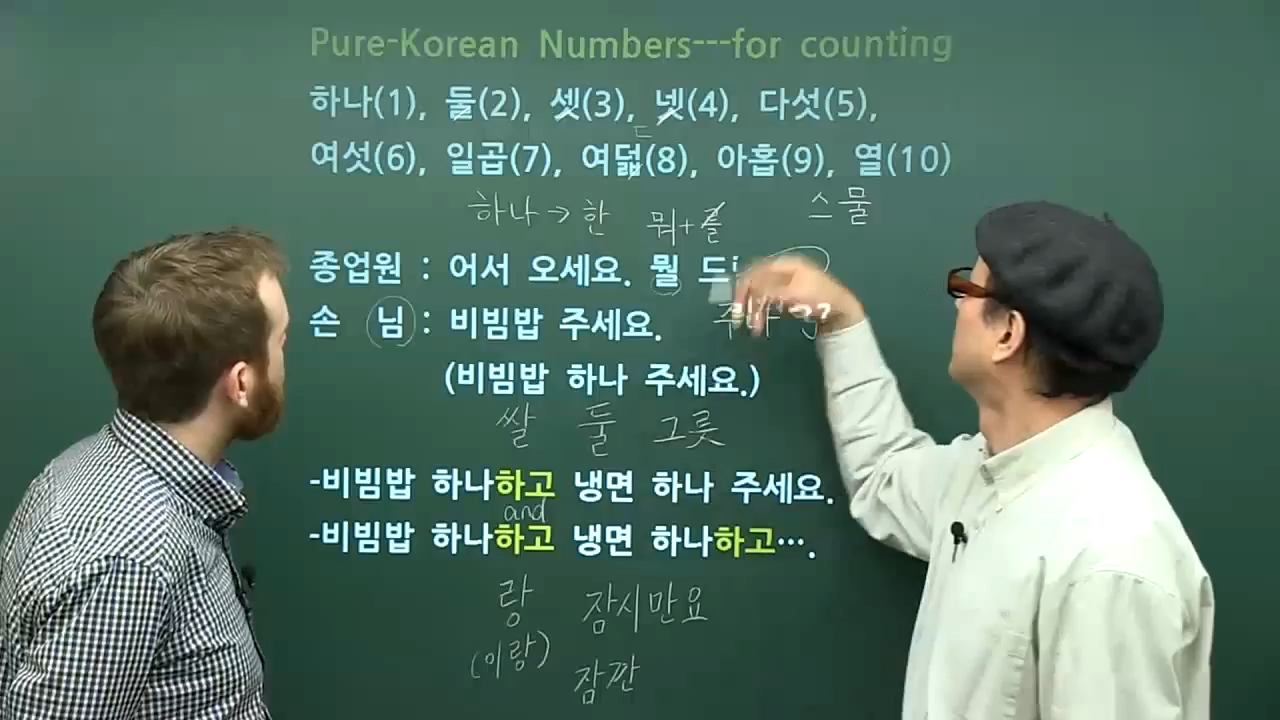 Pure-Korean Numbers---for counting
하나(1), 둘(2), 셋(3), 넷(4), 다섯(5),
여섯(6), 일곱(7), 여덟(8), 아홉(9), 열(10)
ㄷ
하나→한 뭐+를 스물
종업원 : 어서 오세요. 뭘
손 님 : 비빔밥 주세요.
(비빔밥 하나 주세요.)
쌀 둘 그릇
-비빔밥 하나하고 냉면 하나 주세요.
and
-비빔밥 하나하고 냉면 하나하고….
랑 잠시만요
(이랑) 잠깐